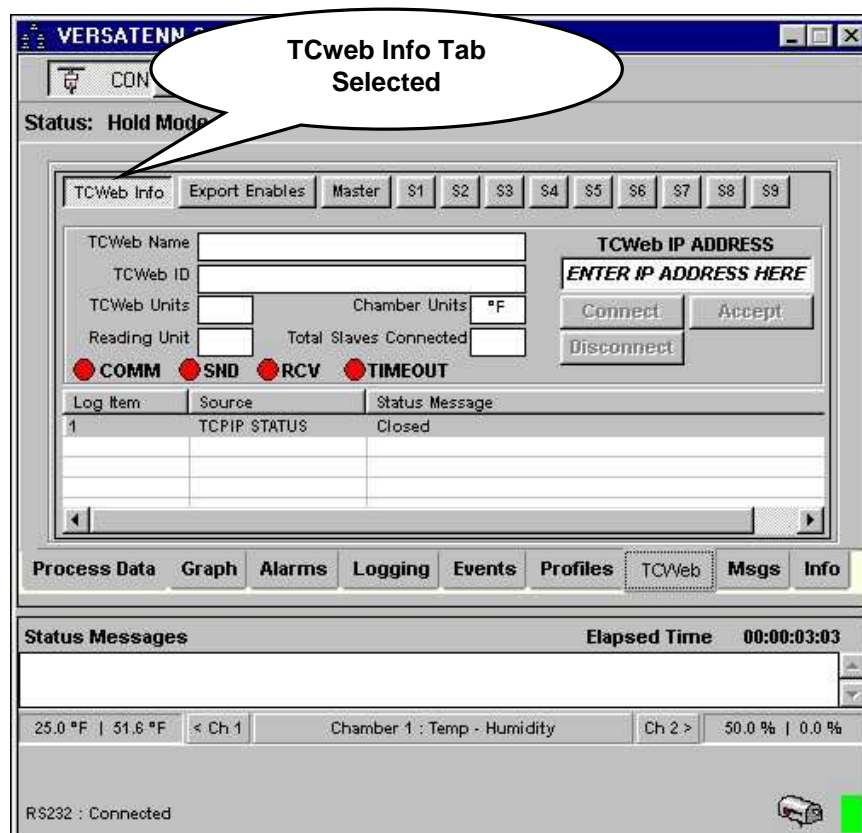 VERSATENN
TCweb Info Tab
Selected
CON
Status: Hold Mode
TCWeb Info Export Enables Master S1 S2 S3 S4 S5 S6 S7 S8 S9
TCWeb Name
TCWeb IP ADDRESS
TCWeb ID
ENTER IP ADDRESS HERE
TCWeb Units Chamber Units °F
Connect Accept
Reading Unit Total Slaves Connected
Disconnect
COMM SND RCV TIMEOUT
Log Item Source Status Message
1 TCPIP STATUS Closed
Process Data Graph Alarms Logging Events Profiles TCWeb Msgs Info
Status Messages Elapsed Time 00:00:03:03
25.0 °F | 51.6 °F < Ch 1 Chamber 1 : Temp - Humidity Ch 2 > 50.0 % | 0.0 %
RS232 : Connected